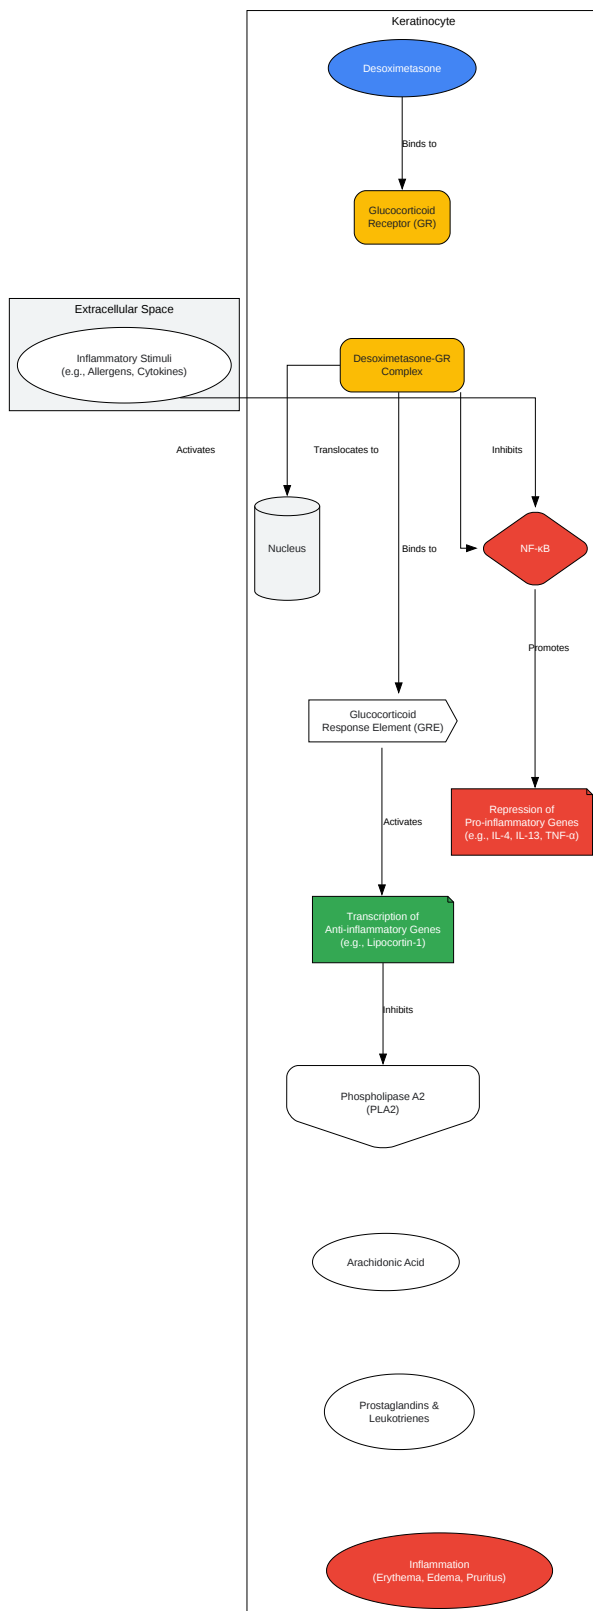 Keratinocyte
Desoximetasone
Binds to
Glucocorticoid
Receptor (GR)
Extracellular Space
Inflammatory Stimuli
(e.g., Allergens, Cytokines)
Desoximetasone-GR
Complex
Activates
Translocates to
Inhibits
Nucleus
Binds to
NF-κB
Promotes
Glucocorticoid
Response Element (GRE)
Repression of
Pro-inflammatory Genes
(e.g., IL-4, IL-13, TNF-α)
Activates
Transcription of
Anti-inflammatory Genes
(e.g., Lipocortin-1)
Inhibits
Phospholipase A2
(PLA2)
Arachidonic Acid
Prostaglandins &
Leukotrienes
Inflammation
(Erythema, Edema, Pruritus)